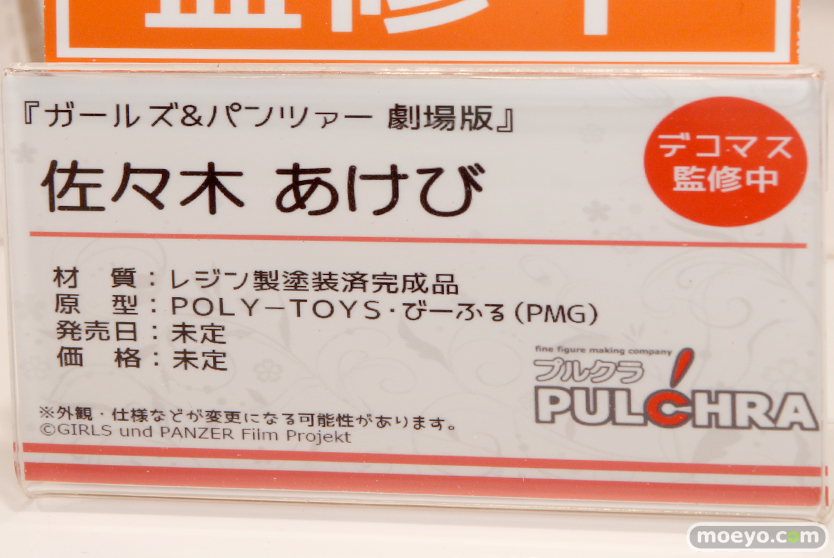 監修中
『ガールズ&パンツァー 劇場版』
佐々木 あけび
デコマス
監修中
材　質：レジン製塗装済完成品
原　型：POLY－TOYS・びーふる(PMG)
発売日：未定
価　格：未定
fine figure making company
プルクラ
PULCHRA
※外観・仕様などが変更になる可能性があります。
©GIRLS und PANZER Film Projekt
moeyo.com